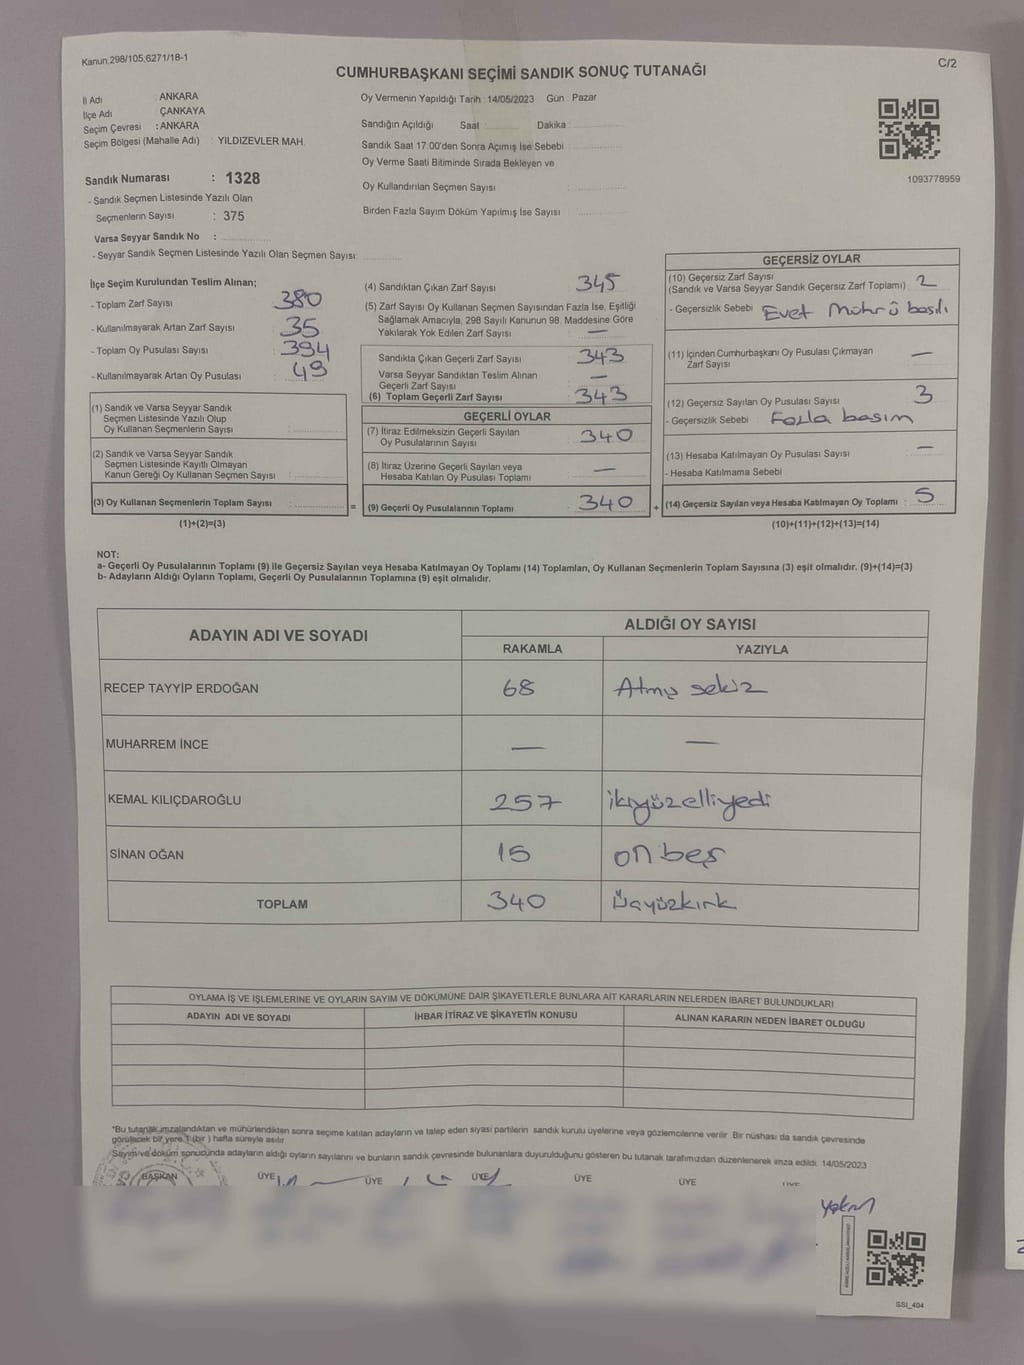 Kanun.298/105;6271/18-1
C/2
CUMHURBAŞKANI SEÇİMİ SANDIK SONUÇ TUTANAĞI
İl Adı : ANKARA
İlçe Adı : ÇANKAYA
Seçim Çevresi : ANKARA
Seçim Bölgesi (Mahalle Adı) : YILDIZEVLER MAH.
Sandık Numarası : 1328
- Sandık Seçmen Listesinde Yazılı Olan
Seçmenlerin Sayısı : 375
Varsa Seyyar Sandık No : ..............
- Seyyar Sandık Seçmen Listesinde Yazılı Olan Seçmen Sayısı: ..............
Oy Vermenin Yapıldığı Tarih : 14/05/2023 Gün : Pazar
Sandığın Açıldığı Saat : .......... Dakika : ..........
Sandık Saat 17:00'den Sonra Açımış İse Sebebi : ..............
Oy Verme Saati Bitiminde Sırada Bekleyen ve
Oy Kullandırılan Seçmen Sayısı : ..............
Birden Fazla Sayım Döküm Yapılmış İse Sayısı : ..............
1093778959
İlçe Seçim Kurulundan Teslim Alınan;
- Toplam Zarf Sayısı : 380
- Kullanılmayarak Artan Zarf Sayısı : 35
- Toplam Oy Pusulası Sayısı : 394
- Kullanılmayarak Artan Oy Pusulası : 49
(1) Sandık ve Varsa Seyyar Sandık
Seçmen Listesinde Yazılı Olup
Oy Kullanan Seçmenlerin Sayısı : ..............
(2) Sandık ve Varsa Seyyar Sandık
Seçmen Listesinde Kayıtlı Olmayan
Kanun Gereği Oy Kullanan Seçmen Sayısı : ..............
(3) Oy Kullanan Seçmenlerin Toplam Sayısı : .............. =
(1)+(2)=(3)
(4) Sandıktan Çıkan Zarf Sayısı : 345
(5) Zarf Sayısı Oy Kullanan Seçmen Sayısından Fazla İse, Eşitliği
Sağlamak Amacıyla, 298 Sayılı Kanunun 98. Maddesine Göre
Yakılarak Yok Edilen Zarf Sayısı : —
Sandıkta Çıkan Geçerli Zarf Sayısı : 343
Varsa Seyyar Sandıktan Teslim Alınan
Geçerli Zarf Sayısı : —
(6) Toplam Geçerli Zarf Sayısı : 343
GEÇERLİ OYLAR
(7) İtiraz Edilmeksizin Geçerli Sayılan
Oy Pusulalarının Sayısı : 340
(8) İtiraz Üzerine Geçerli Sayılan veya
Hesaba Katılan Oy Pusulası Toplamı : —
(9) Geçerli Oy Pusulalarının Toplamı : 340 +
GEÇERSİZ OYLAR
(10) Geçersiz Zarf Sayısı
(Sandık ve Varsa Seyyar Sandık Geçersiz Zarf Toplamı) : 2
- Geçersizlik Sebebi : Evet Mührü basılı
(11) İçinden Cumhurbaşkanı Oy Pusulası Çıkmayan
Zarf Sayısı : —
(12) Geçersiz Sayılan Oy Pusulası Sayısı : 3
- Geçersizlik Sebebi : Fazla basım
(13) Hesaba Katılmayan Oy Pusulası Sayısı : —
- Hesaba Katılmama Sebebi :
(14) Geçersiz Sayılan veya Hesaba Katılmayan Oy Toplamı : 5
(10)+(11)+(12)+(13)=(14)
NOT:
a- Geçerli Oy Pusulalarının Toplamı (9) ile Geçersiz Sayılan veya Hesaba Katılmayan Oy Toplamı (14) Toplamları, Oy Kullanan Seçmenlerin Toplam Sayısına (3) eşit olmalıdır. (9)+(14)=(3)
b- Adayların Aldığı Oyların Toplamı, Geçerli Oy Pusulalarının Toplamına (9) eşit olmalıdır.
ADAYIN ADI VE SOYADI ALDIĞI OY SAYISI
RAKAMLA YAZIYLA
RECEP TAYYİP ERDOĞAN 68 Atmış sekiz
MUHARREM İNCE — —
KEMAL KILIÇDAROĞLU 257 ikiyüzelliyedi
SİNAN OĞAN 15 on beş
TOPLAM 340 Üçyüzkırk
OYLAMA İŞ VE İŞLEMLERİNE VE OYLARIN SAYIM VE DÖKÜMÜNE DAİR ŞİKAYETLERLE BUNLARA AİT KARARLARIN NELERDEN İBARET BULUNDUKLARI
ADAYIN ADI VE SOYADI İHBAR İTİRAZ VE ŞİKAYETİN KONUSU ALINAN KARARIN NEDEN İBARET OLDUĞU
*Bu tutanak imzalandıktan ve mühürlendikten sonra seçime katılan adayların ve talep eden siyasi partilerin sandık kurulu üyelerine veya gözlemcilerine verilir. Bir nüshası da sandık çevresinde
görülecek bir yere 1 (bir ) hafta süreyle asılır.
Sayım ve döküm sonucunda adayların aldığı oyların sayılarını ve bunların sandık çevresinde bulunanlara duyurulduğunu gösteren bu tutanak tarafımızdan düzenlenerek imza edildi. 14/05/2023
BAŞKAN ÜYE ÜYE ÜYE ÜYE ÜYE ÜYE
SSI_404